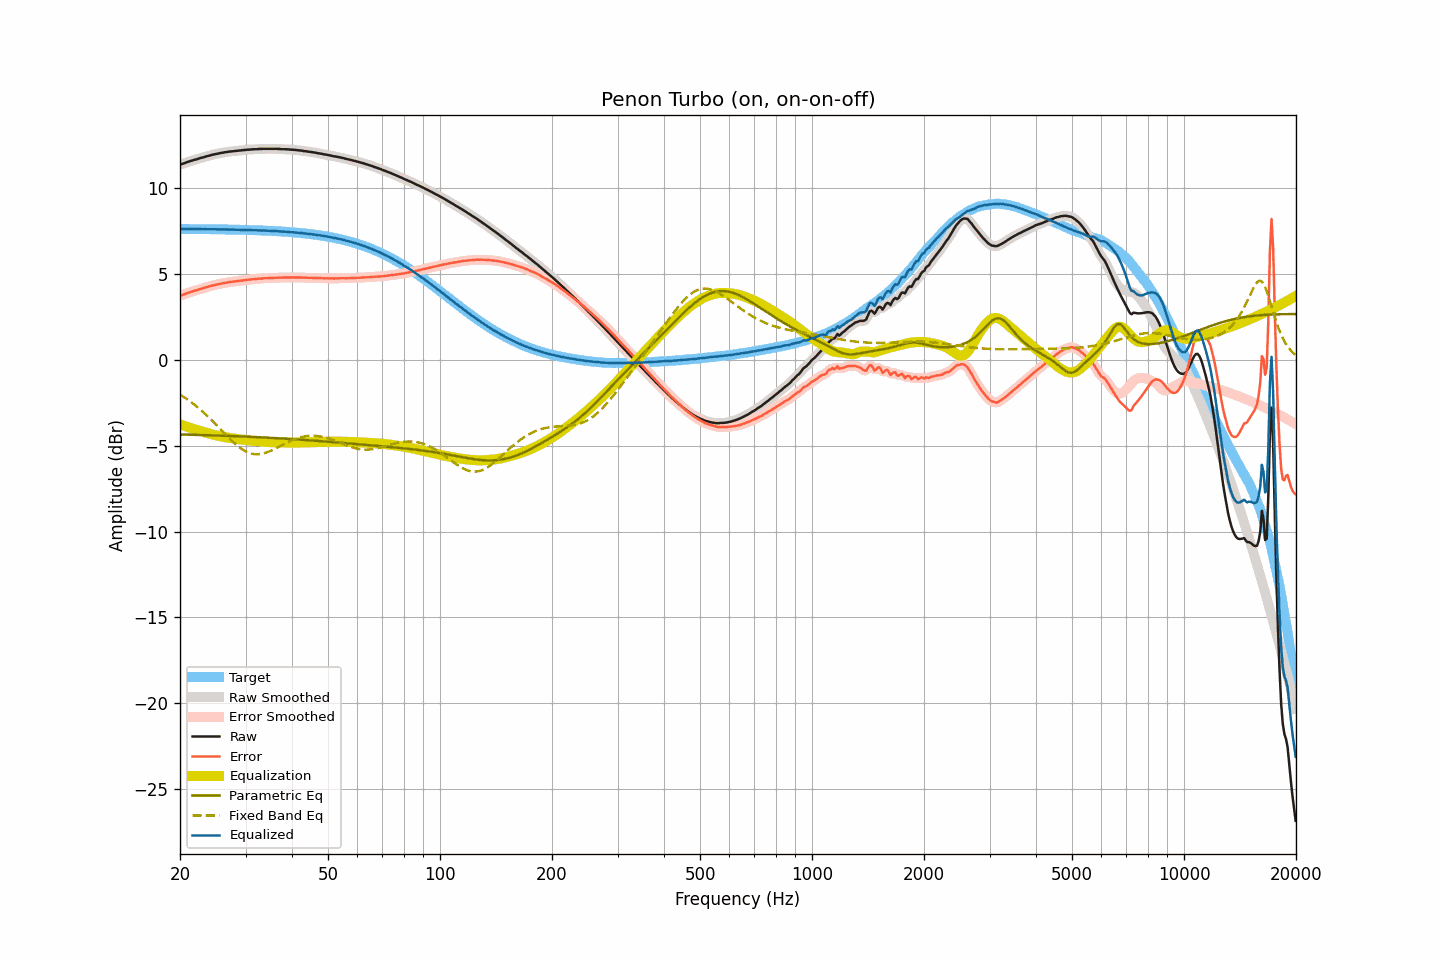 Penon Turbo (on, on-on-off)
Amplitude (dBr)
10
5
0
−5
−10
−15
−20
−25
Target
Raw Smoothed
Error Smoothed
Raw
Error
Equalization
Parametric Eq
Fixed Band Eq
Equalized
20 50 100 200 500 1000 2000 5000 10000 20000
Frequency (Hz)